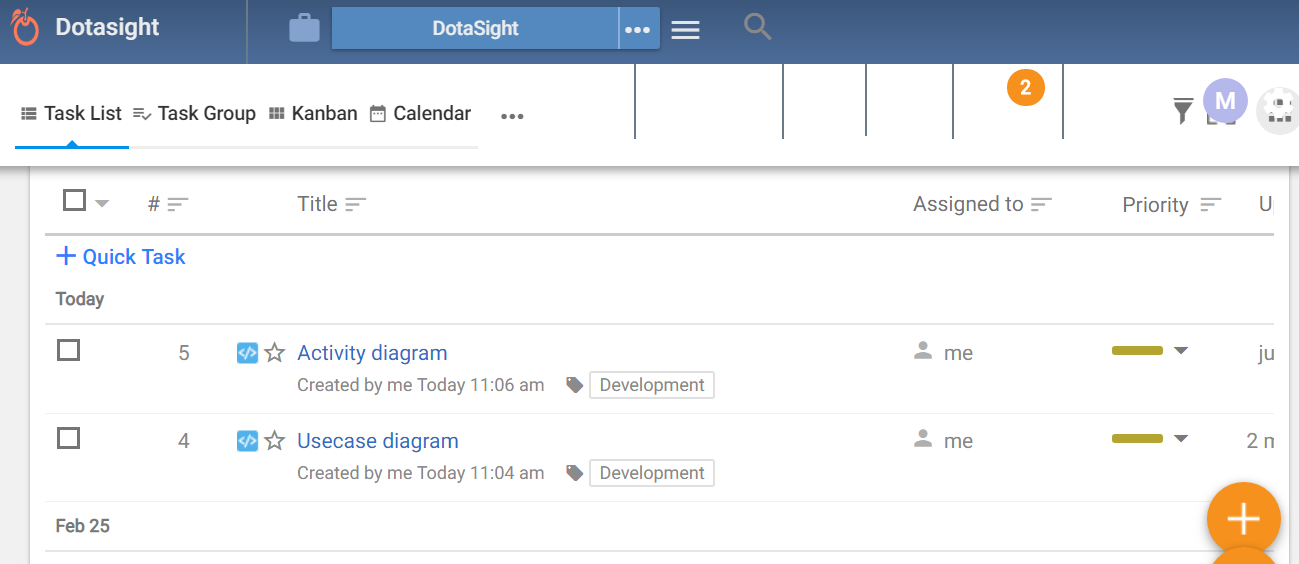 Dotasight
DotaSight
Task List Task Group Kanban Calendar
2
M
# Title Assigned to Priority
+ Quick Task
Today
5 Activity diagram me
Created by me Today 11:06 am Development
4 Usecase diagram me 2 m
Created by me Today 11:04 am Development
Feb 25